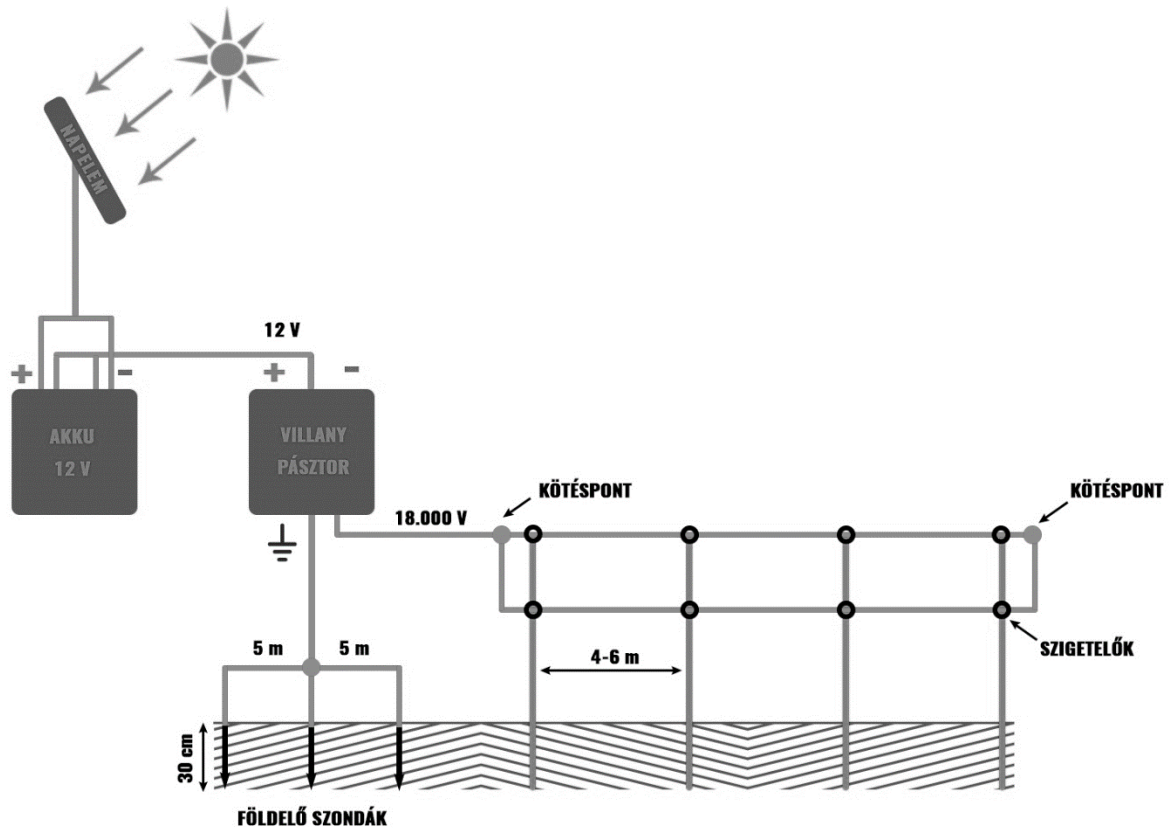 NAPELEM
12 V
+ -
+ -
AKKU
12 V
VILLANY
PÁSZTOR
KÖTÉSPONT
KÖTÉSPONT
18.000 V
5 m
5 m
4-6 m
SZIGETELŐK
30 cm
FÖLDELŐ SZONDÁK